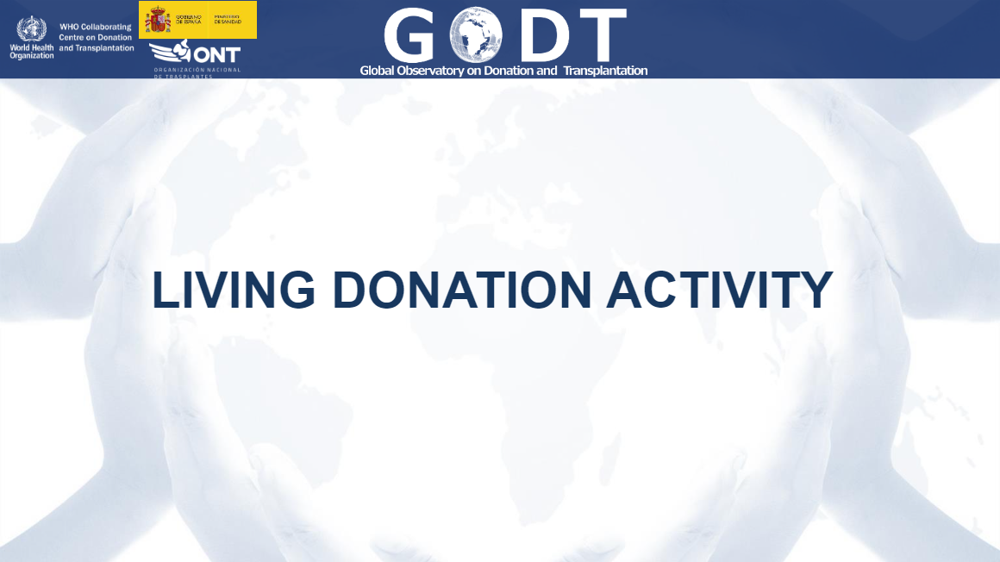 World Health
Organization
WHO Collaborating
Centre on Donation
and Transplantation
GOBIERNO
DE ESPAÑA
MINISTERIO
DE SANIDAD
ONT
ORGANIZACIÓN NACIONAL
DE TRASPLANTES
GODT
Global Observatory on Donation and Transplantation
LIVING DONATION ACTIVITY